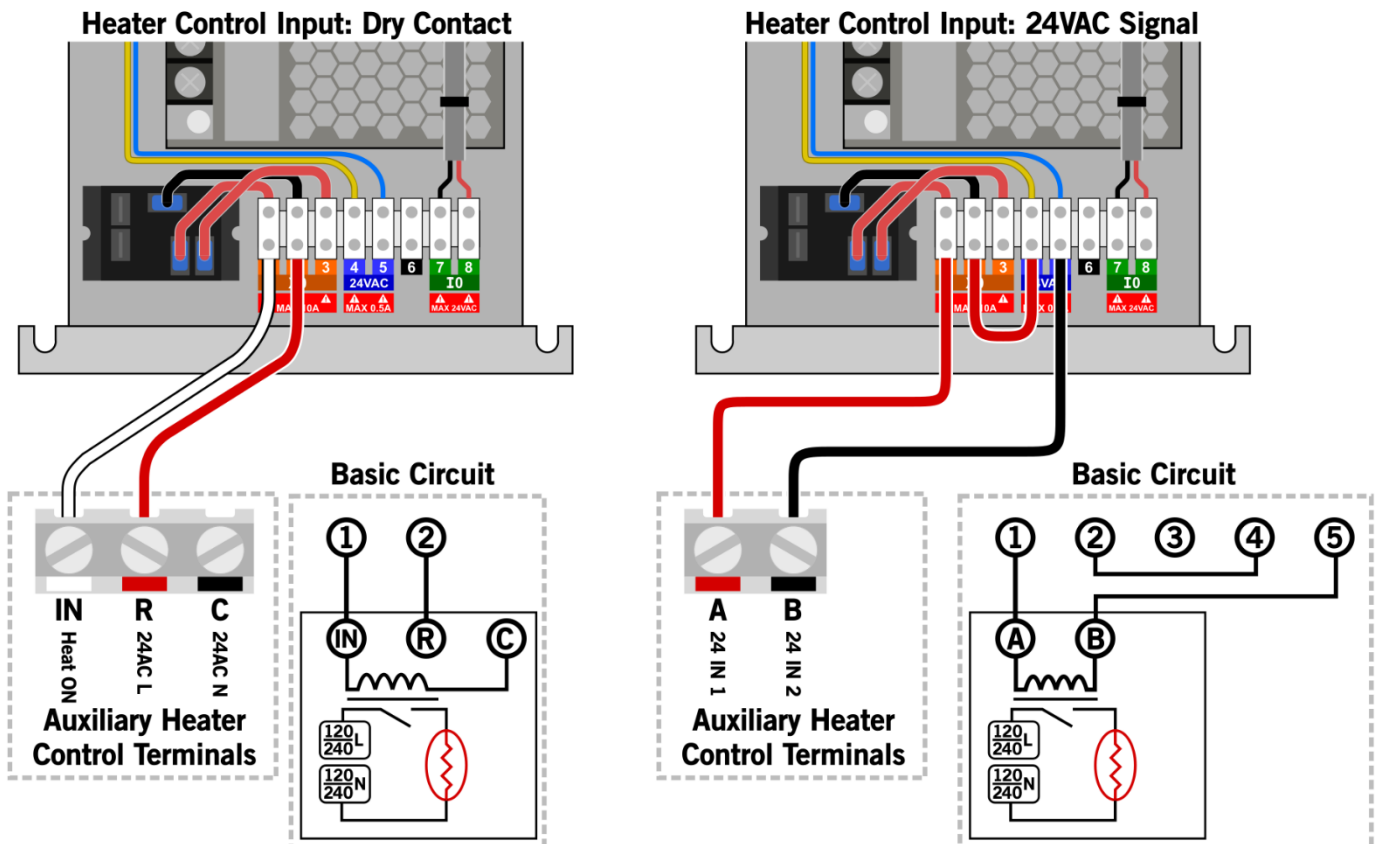 Heater Control Input: Dry Contact
3 4 5 6 7 8
24VAC IO
MAX 0.5A MAX 24VAC
Basic Circuit
1 2
IN R C
IN R C
Heat ON
24AC L
24AC N
Auxiliary Heater
Control Terminals
120
240 L
120
240 N
Heater Control Input: 24VAC Signal
3 6 7 8
IO
MAX 24VAC
Basic Circuit
1 2 3 4 5
A B
A B
24 IN 1
24 IN 2
Auxiliary Heater
Control Terminals
120
240 L
120
240 N